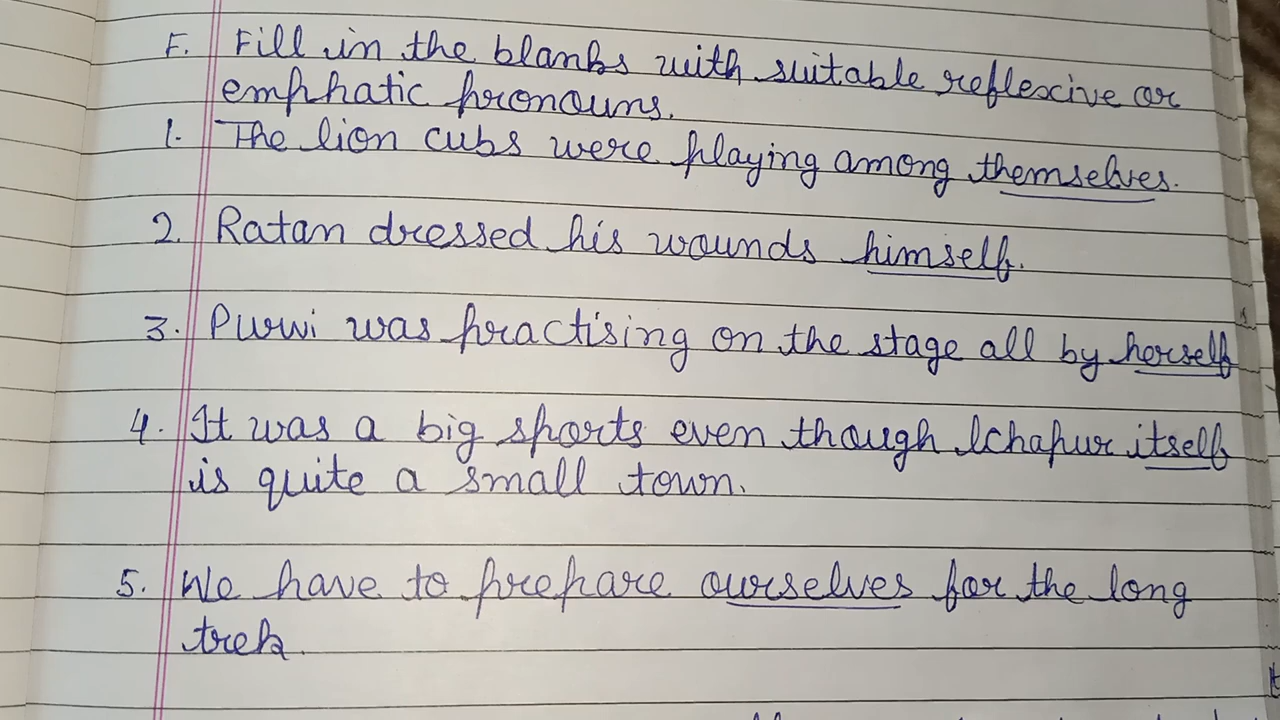 F. Fill in the blanks with suitable reflexive or
emphatic pronouns.
1. The lion cubs were playing among themselves.
2. Ratan dressed his wounds himself.
3. Purvi was practising on the stage all by herself
4. It was a big sports even though Ichapur itself
is quite a small town.
5. We have to prepare ourselves for the long
trek.